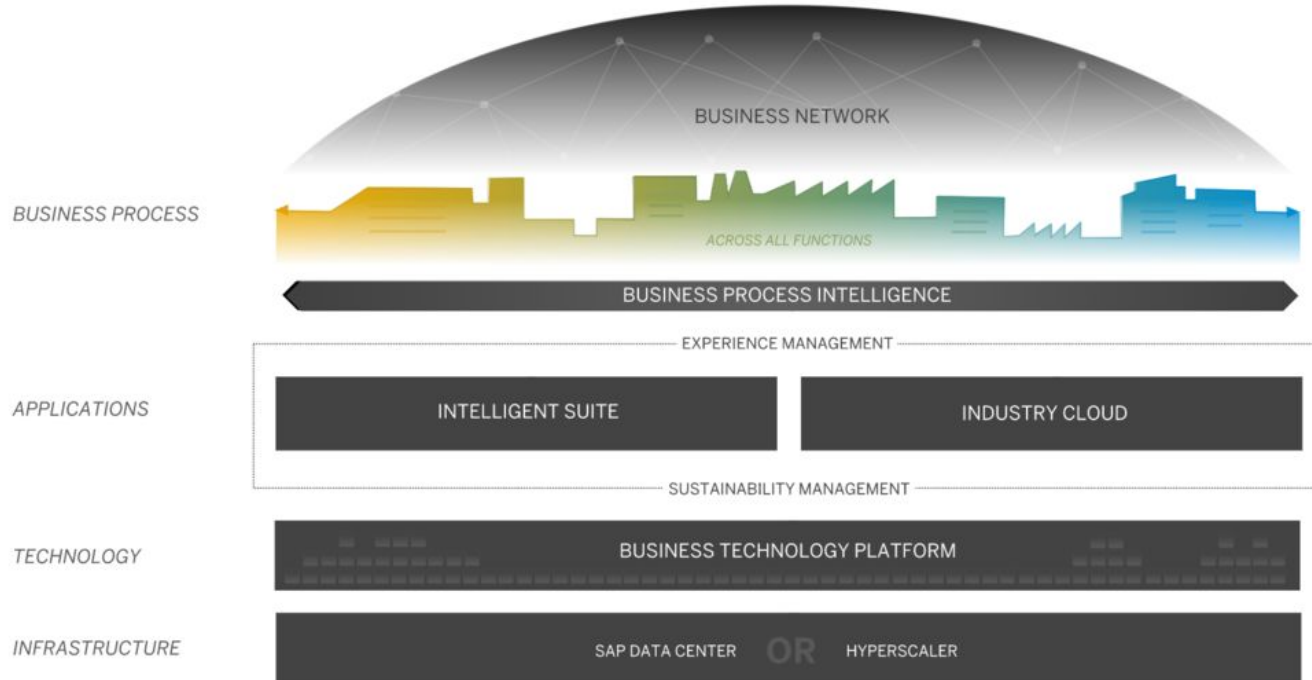 BUSINESS NETWORK
BUSINESS PROCESS
ACROSS ALL FUNCTIONS
BUSINESS PROCESS INTELLIGENCE
EXPERIENCE MANAGEMENT
APPLICATIONS
INTELLIGENT SUITE
INDUSTRY CLOUD
SUSTAINABILITY MANAGEMENT
TECHNOLOGY
BUSINESS TECHNOLOGY PLATFORM
INFRASTRUCTURE
SAP DATA CENTER OR HYPERSCALER